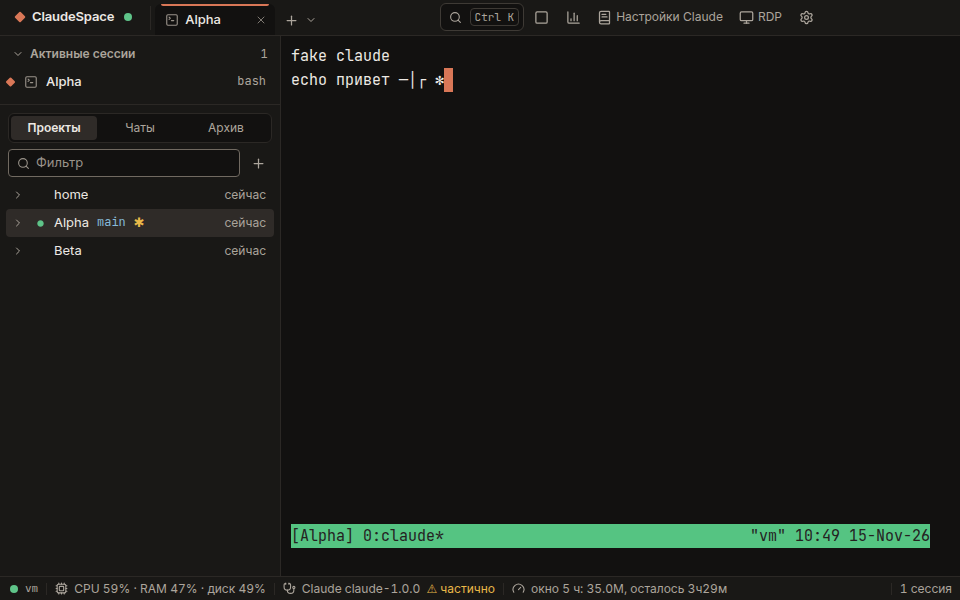 ClaudeSpace
Alpha
Ctrl K
Настройки Claude
RDP
Активные сессии 1
Alpha bash
Проекты Чаты Архив
Фильтр
home сейчас
Alpha main ✱ сейчас
Beta сейчас
fake claude
echo привет —│┌ ✻
[Alpha] 0:claude* "vm" 10:49 15-Nov-26
vm CPU 59% · RAM 47% · диск 49% Claude claude-1.0.0 ⚠ частично окно 5 ч: 35.0M, осталось 3ч29м 1 сессия